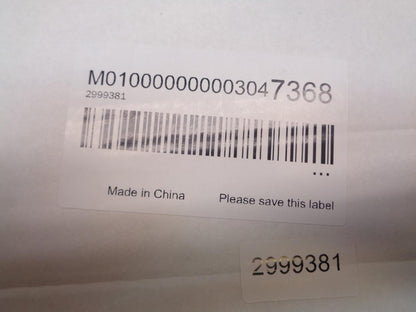 M010000000003047368
2999381
...
Made in China Please save this label
2999381